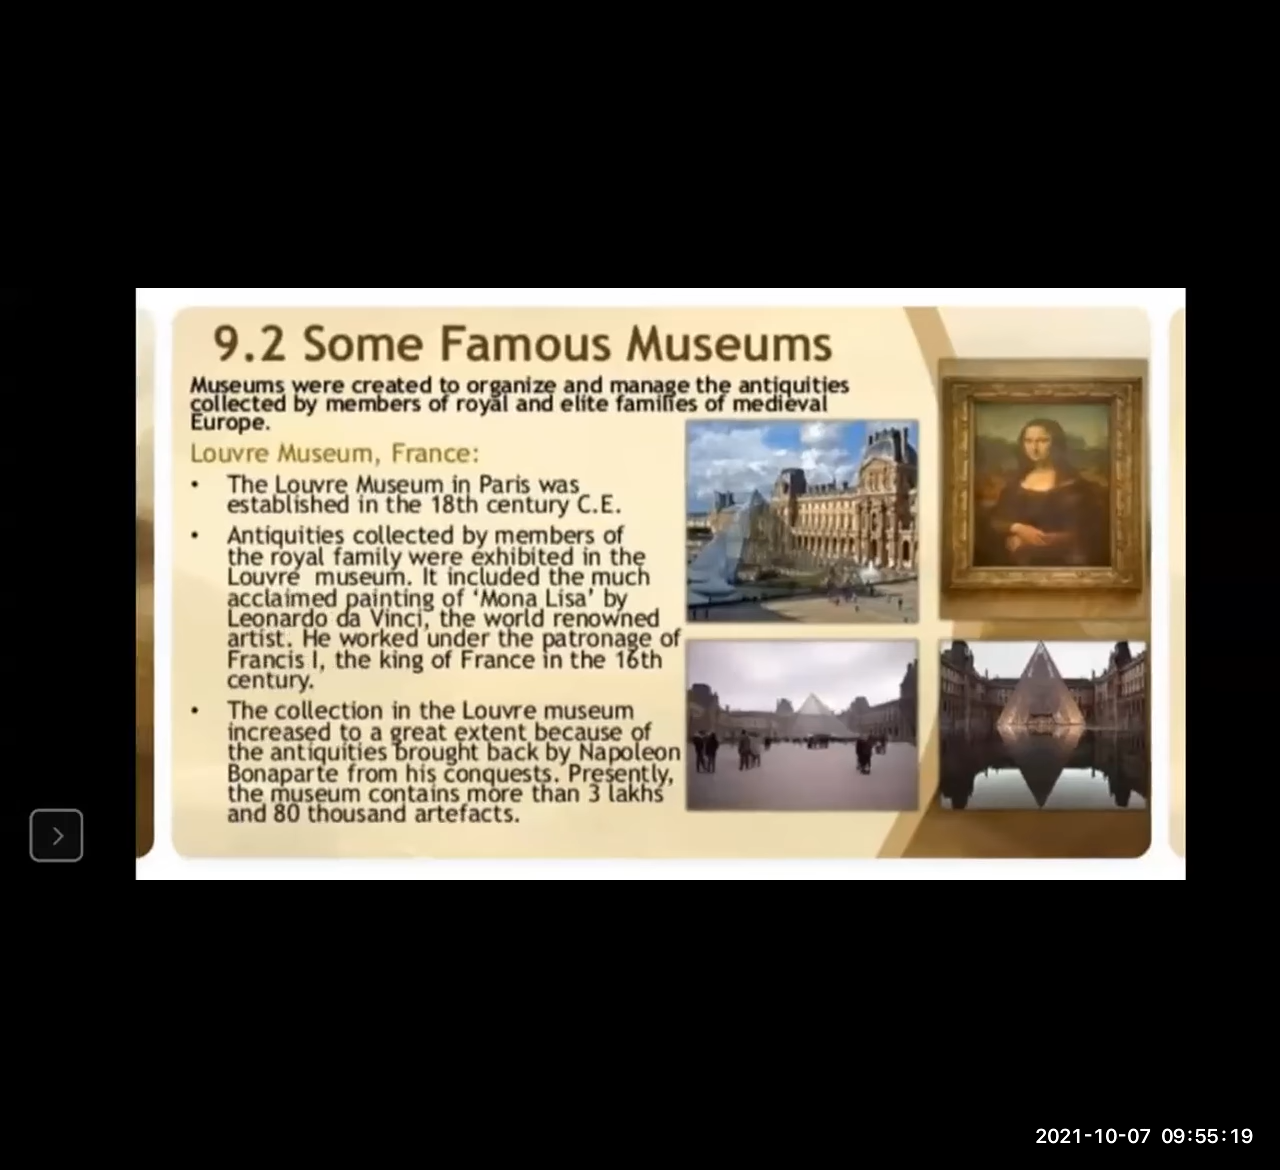 9.2 Some Famous Museums
Museums were created to organize and manage the antiquities
collected by members of royal and elite families of medieval
Europe.
Louvre Museum, France:
• The Louvre Museum in Paris was
established in the 18th century C.E.
• Antiquities collected by members of
the royal family were exhibited in the
Louvre museum. It included the much
acclaimed painting of ‘Mona Lisa’ by
Leonardo da Vinci, the world renowned
artist. He worked under the patronage of
Francis I, the king of France in the 16th
century.
• The collection in the Louvre museum
increased to a great extent because of
the antiquities brought back by Napoleon
Bonaparte from his conquests. Presently,
the museum contains more than 3 lakhs
and 80 thousand artefacts.
2021-10-07 09:55:19